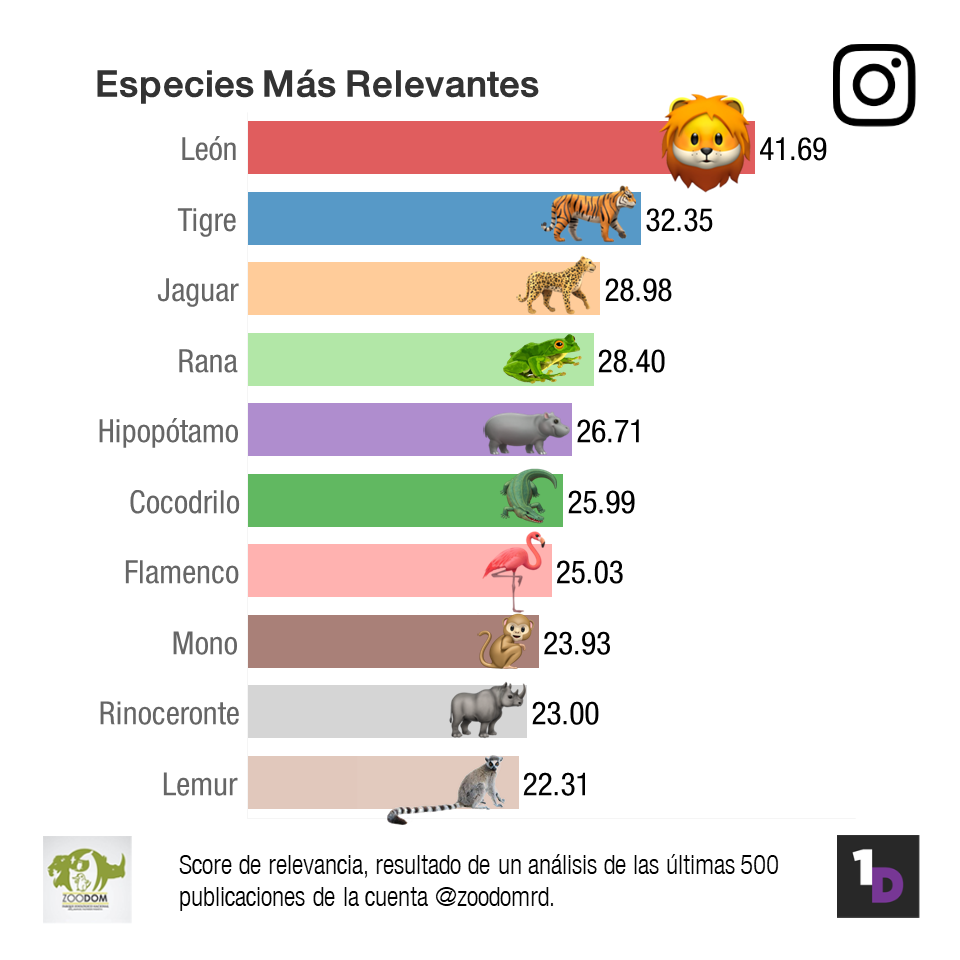 Especies Más Relevantes
León 41.69
Tigre 32.35
Jaguar 28.98
Rana 28.40
Hipopótamo 26.71
Cocodrilo 25.99
Flamenco 25.03
Mono 23.93
Rinoceronte 23.00
Lemur 22.31
ZOODOM
Score de relevancia, resultado de un análisis de las últimas 500
publicaciones de la cuenta @zoodomrd.
1D